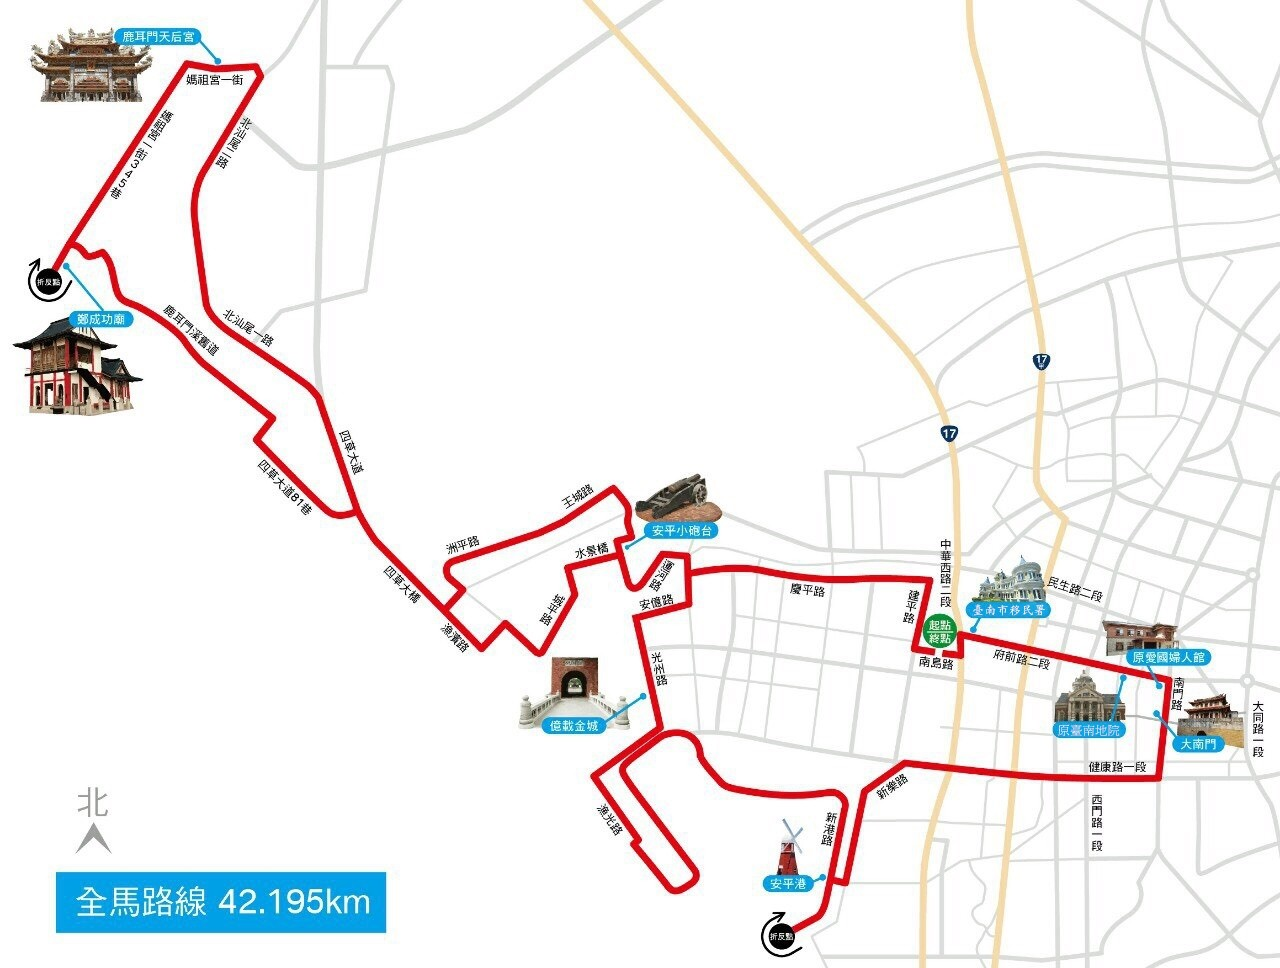 鹿耳門天后宮
媽祖宮一街
媽祖宮一街345巷
北汕尾二路
折反點
鄭成功廟
鹿耳門溪舊道
北汕尾一路
四草大道
四草大道81巷
17
17
甲
王城路
洲平路
安平小砲台
水景橋
運河路
四草大橋
城平路
安億路
漁濱路
慶平路
建平路
中華西路二段
民生路二段
臺南市移民署
起點
終點
南島路
府前路二段
原愛國婦人館
南門路
大同路一段
光州路
億載金城
原臺南地院
大南門
健康路一段
新樂路
西門路一段
漁光路
新港路
安平港
折反點
北
全馬路線 42.195km